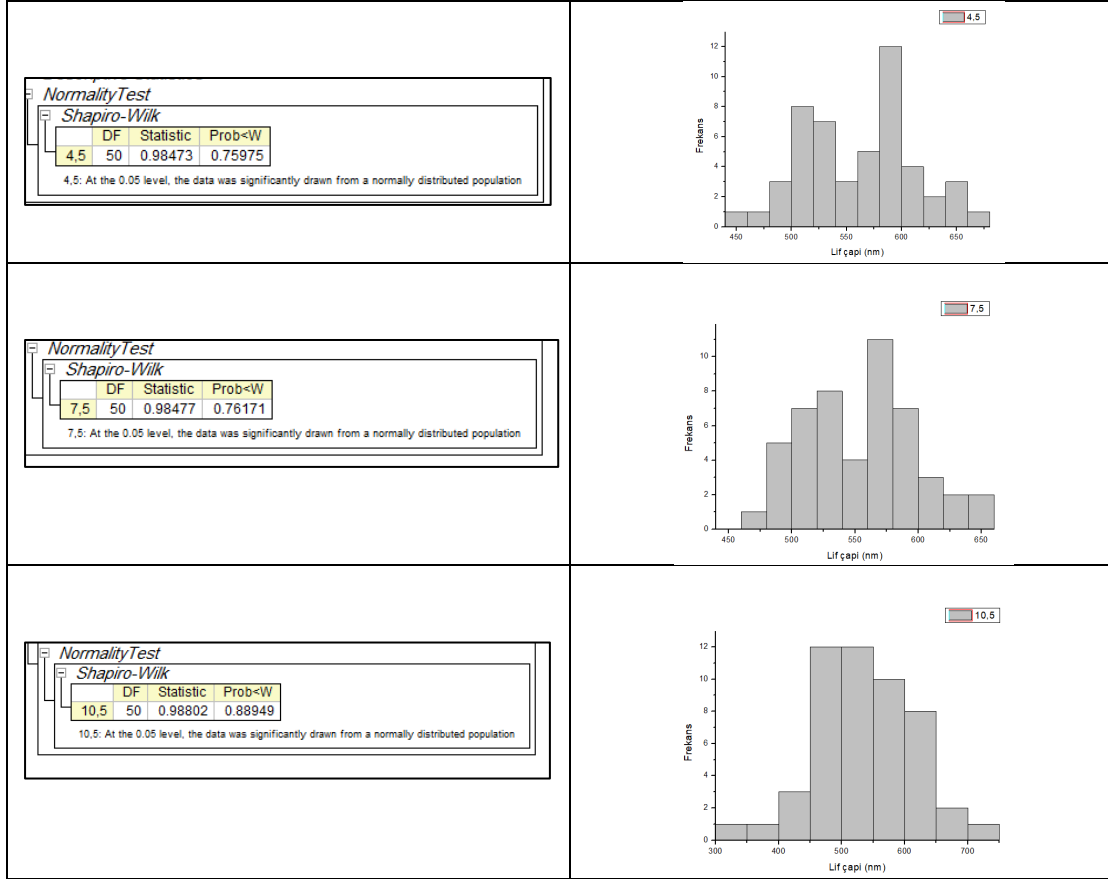 NormalityTest
Shapiro-Wilk
DF Statistic Prob<W
4,5 50 0.98473 0.75975
4,5: At the 0.05 level, the data was significantly drawn from a normally distributed population
4,5
12
10
8
6
4
2
0
Frekans
450 500 550 600 650
Lif çapi (nm)
NormalityTest
Shapiro-Wilk
DF Statistic Prob<W
7,5 50 0.98477 0.76171
7,5: At the 0.05 level, the data was significantly drawn from a normally distributed population
7,5
10
8
6
4
2
0
Frekans
450 500 550 600 650
Lif çapi (nm)
NormalityTest
Shapiro-Wilk
DF Statistic Prob<W
10,5 50 0.98802 0.88949
10,5: At the 0.05 level, the data was significantly drawn from a normally distributed population
10,5
12
10
8
6
4
2
0
Frekans
300 400 500 600 700
Lif çapi (nm)